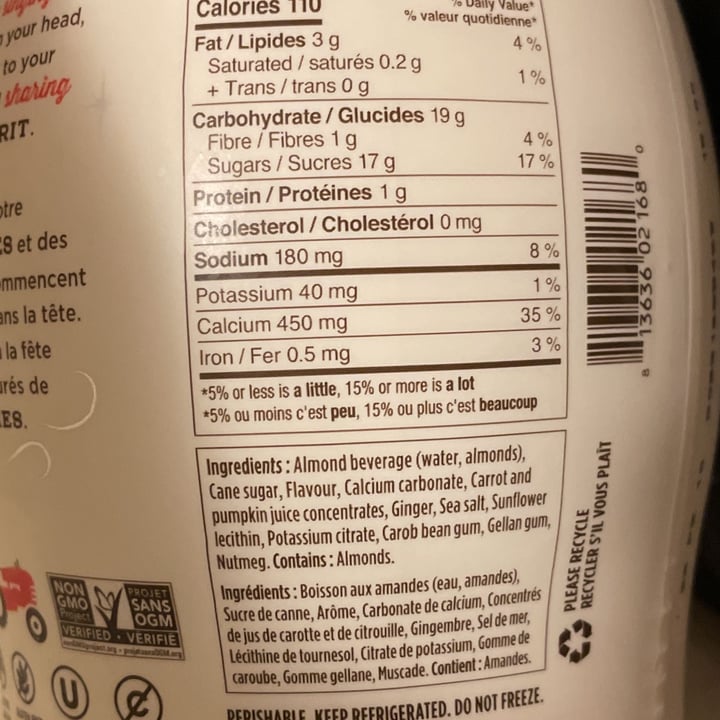 your head,
to your
sharing
RIT.
otre
ES et des
ommencent
ans la tête.
la fête
urés de
ES.
Calories 110
% Daily Value*
% valeur quotidienne*
Fat / Lipides 3 g 4 %
Saturated / saturés 0.2 g
+ Trans / trans 0 g 1 %
Carbohydrate / Glucides 19 g
Fibre / Fibres 1 g 4 %
Sugars / Sucres 17 g 17 %
Protein / Protéines 1 g
Cholesterol / Cholestérol 0 mg
Sodium 180 mg 8 %
Potassium 40 mg 1 %
Calcium 450 mg 35 %
Iron / Fer 0.5 mg 3 %
*5% or less is a little, 15% or more is a lot
*5% ou moins c'est peu, 15% ou plus c'est beaucoup
Ingredients : Almond beverage (water, almonds),
Cane sugar, Flavour, Calcium carbonate, Carrot and
pumpkin juice concentrates, Ginger, Sea salt, Sunflower
lecithin, Potassium citrate, Carob bean gum, Gellan gum,
Nutmeg. Contains : Almonds.
Ingrédients : Boisson aux amandes (eau, amandes),
Sucre de canne, Arôme, Carbonate de calcium, Concentrés
de jus de carotte et de citrouille, Gingembre, Sel de mer,
Lécithine de tournesol, Citrate de potassium, Gomme de
caroube, Gomme gellane, Muscade. Contient : Amandes.
PERISHABLE. KEEP REFRIGERATED. DO NOT FREEZE.
8 13636 02168 0
PLEASE RECYCLE
RECYCLER S'IL VOUS PLAÎT
NON
GMO
Project
PROJET
SANS
OGM
VERIFIED • VÉRIFIÉ
nonGMOproject.org - projetsansOGM.org
U